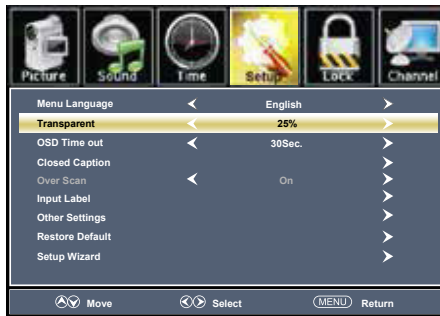 Picture Sound Time Setup Lock Channel
Menu Language English
Transparent 25%
OSD Time out 30Sec.
Closed Caption
Over Scan On
Input Label
Other Settings
Restore Default
Setup Wizard
Move Select MENU Return